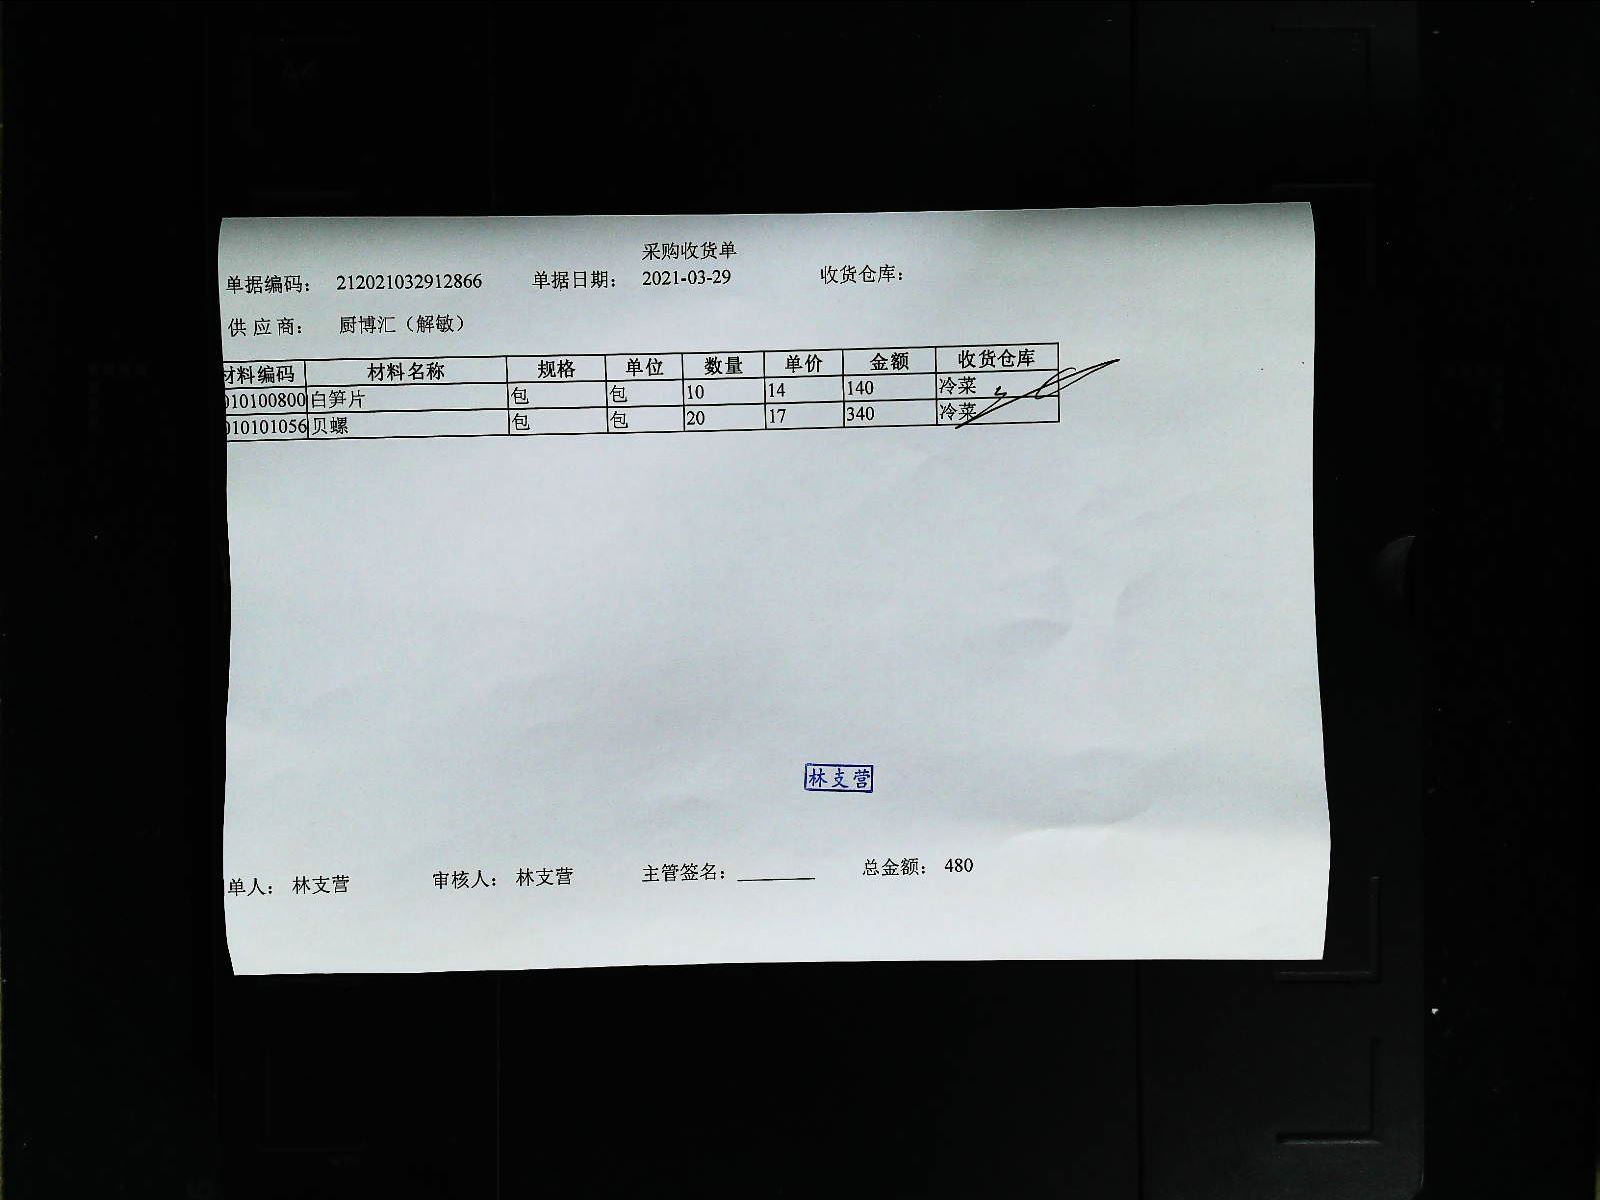 采购收货单
单据编码： 212021032912866 单据日期： 2021-03-29 收货仓库：
供应商： 厨博汇（解敏）
材料编码 材料名称 规格 单位 数量 单价 金额 收货仓库
010100800 白笋片 包 包 10 14 140 冷菜
010101056 贝螺 包 包 20 17 340 冷菜
林支营
单人： 林支营 审核人： 林支营 主管签名： 总金额： 480